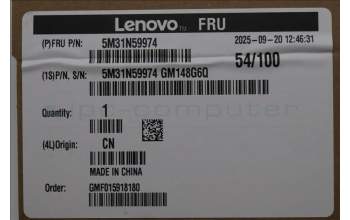 Lenovo™ FRU
(P)FRU P/N: 5M31N59974 2025-09-20 12:46:31
54/100
(1S)P/N, S/N: 5M31N59974 GM148G6Q
Quantity: 1
(4L)Origin: CN
MADE IN CHINA
Order: GMF015918180